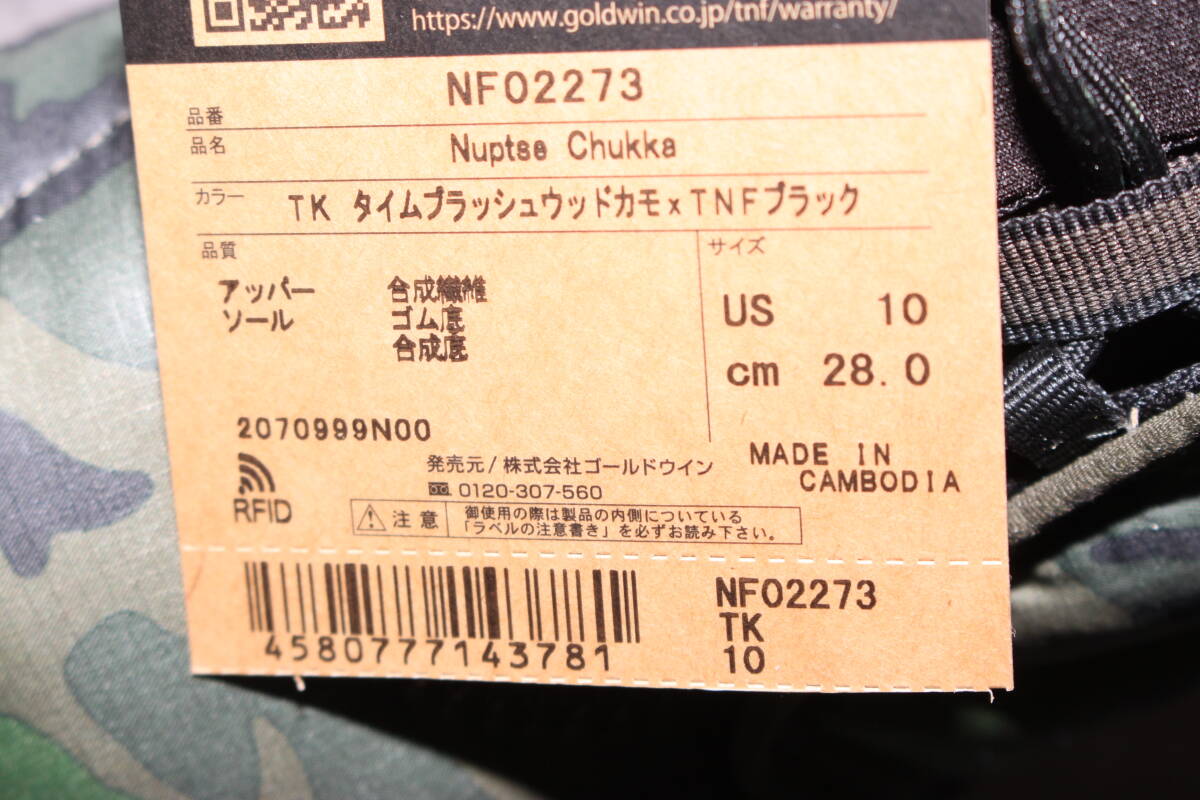 https://www.goldwin.co.jp/tnf/warranty/
品番 NF02273
品名 Nuptse Chukka
カラー TK タイムブラッシュウッドカモxTNFブラック
品質
サイズ
アッパー 合成繊維
ソール ゴム底
合成底
US 10
cm 28.0
2070999N00
RFID
発売元/株式会社ゴールドウイン
0120-307-560
MADE IN
CAMBODIA
注意
御使用の際は製品の内側についている
「ラベルの注意書き」を必ずお読み下さい。
4580777143781
NF02273
TK
10